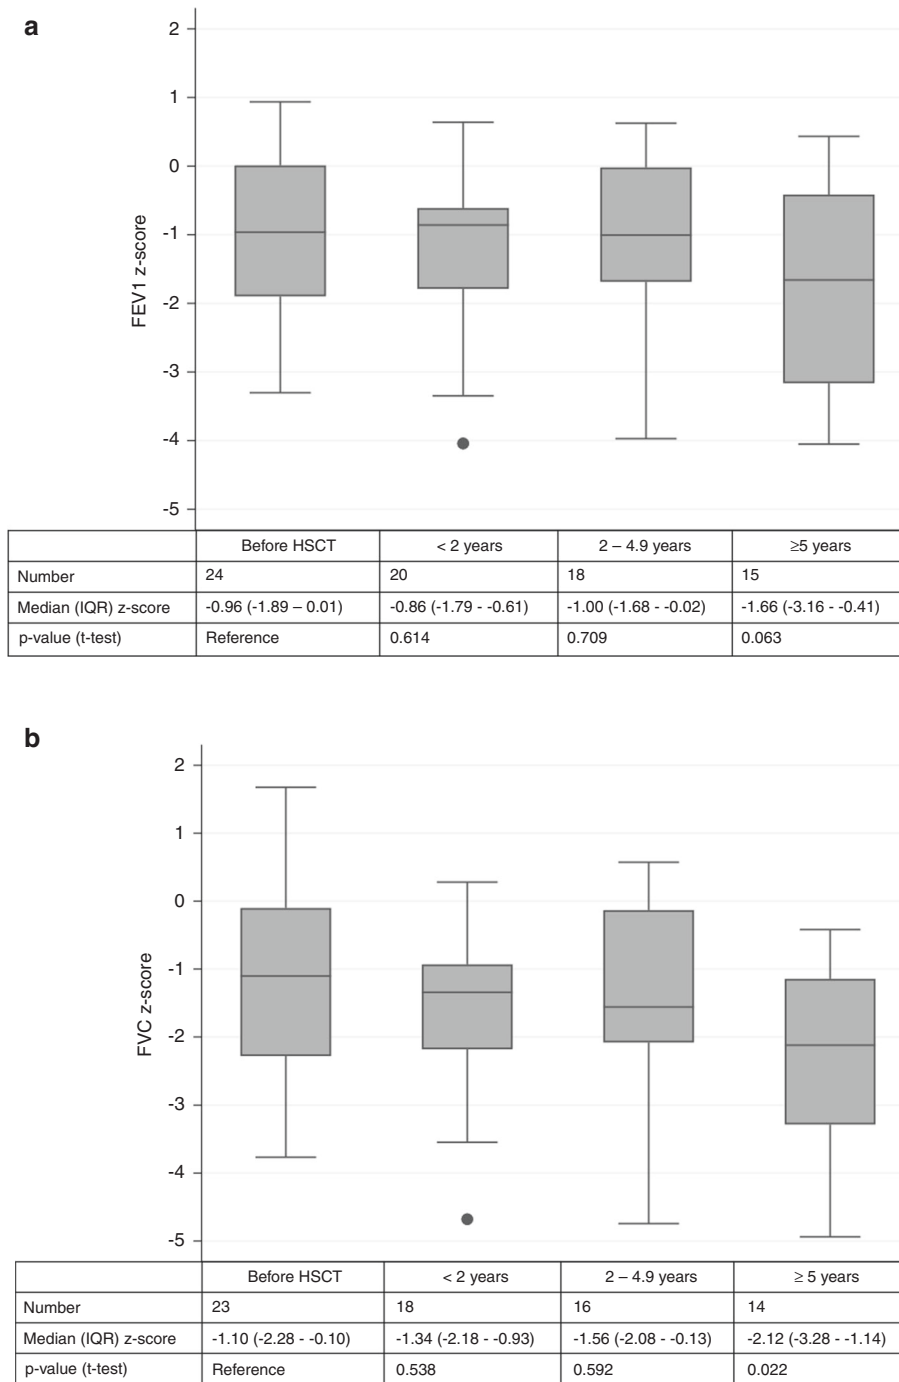 a
2
1
0
-1
-2
-3
-4
-5
FEV1 z-score
Before HSCT < 2 years 2 – 4.9 years ≥5 years
Number 24 20 18 15
Median (IQR) z-score -0.96 (-1.89 – 0.01) -0.86 (-1.79 - -0.61) -1.00 (-1.68 - -0.02) -1.66 (-3.16 - -0.41)
p-value (t-test) Reference 0.614 0.709 0.063
b
2
1
0
-1
-2
-3
-4
-5
FVC z-score
Before HSCT < 2 years 2 – 4.9 years ≥ 5 years
Number 23 18 16 14
Median (IQR) z-score -1.10 (-2.28 - -0.10) -1.34 (-2.18 - -0.93) -1.56 (-2.08 - -0.13) -2.12 (-3.28 - -1.14)
p-value (t-test) Reference 0.538 0.592 0.022